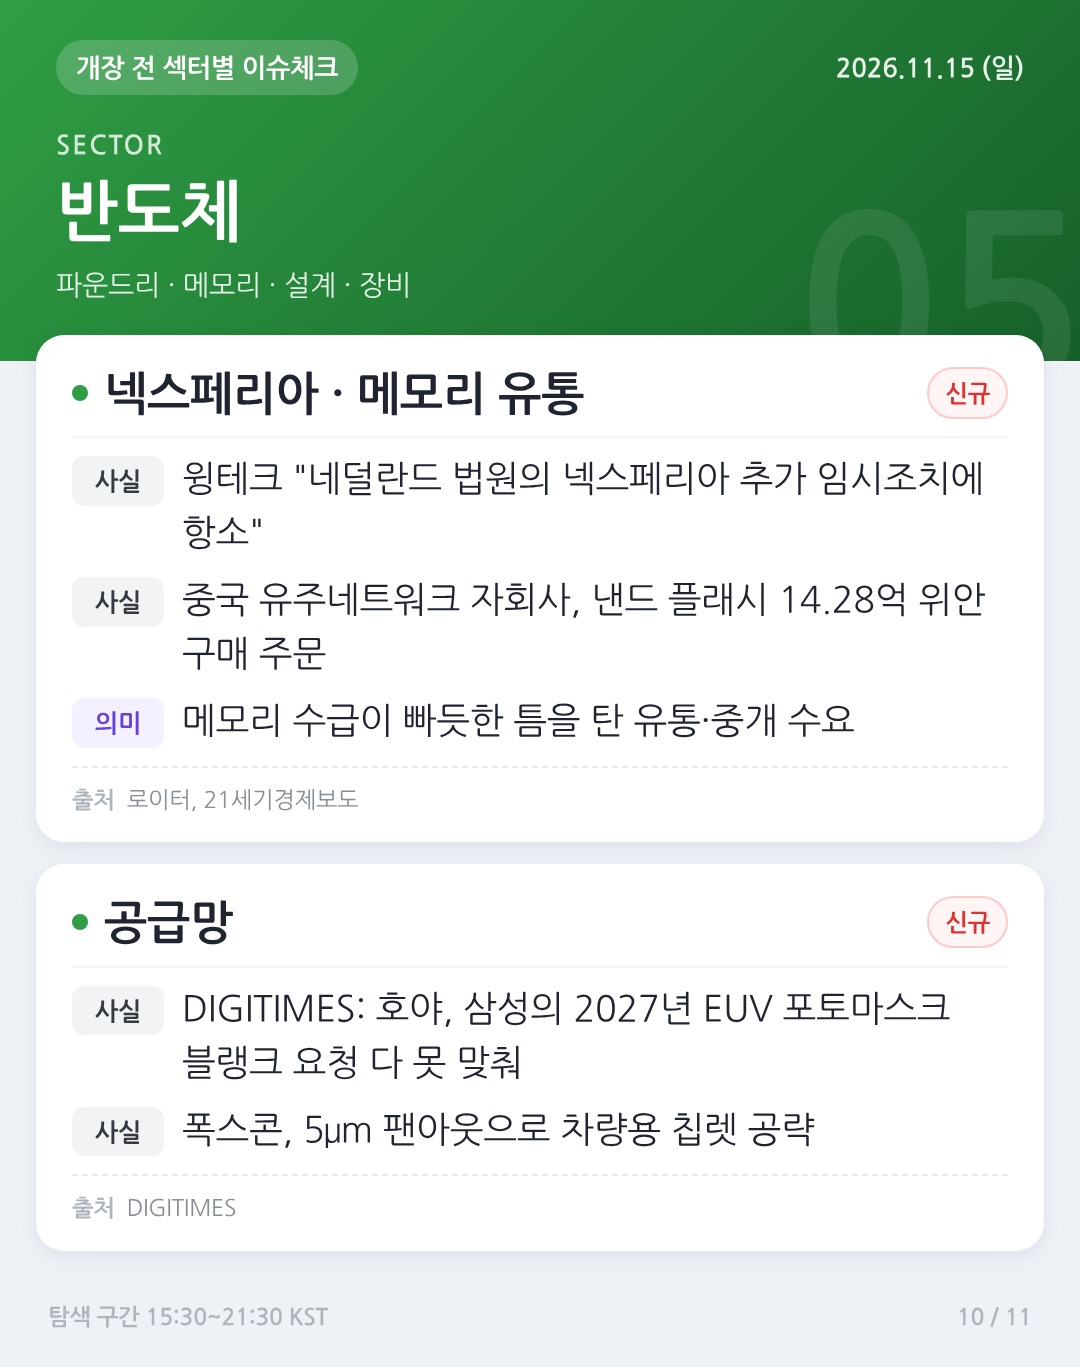 개장 전 섹터별 이슈체크
2026.11.15 (일)
SECTOR
반도체
파운드리 · 메모리 · 설계 · 장비
05
넥스페리아 · 메모리 유통
신규
사실
윙테크 "네덜란드 법원의 넥스페리아 추가 임시조치에
항소"
사실
중국 유주네트워크 자회사, 낸드 플래시 14.28억 위안
구매 주문
의미
메모리 수급이 빠듯한 틈을 탄 유통·중개 수요
출처 로이터, 21세기경제보도
공급망
신규
사실
DIGITIMES: 호야, 삼성의 2027년 EUV 포토마스크
블랭크 요청 다 못 맞춰
사실
폭스콘, 5μm 팬아웃으로 차량용 칩렛 공략
출처 DIGITIMES
탐색 구간 15:30~21:30 KST
10 / 11